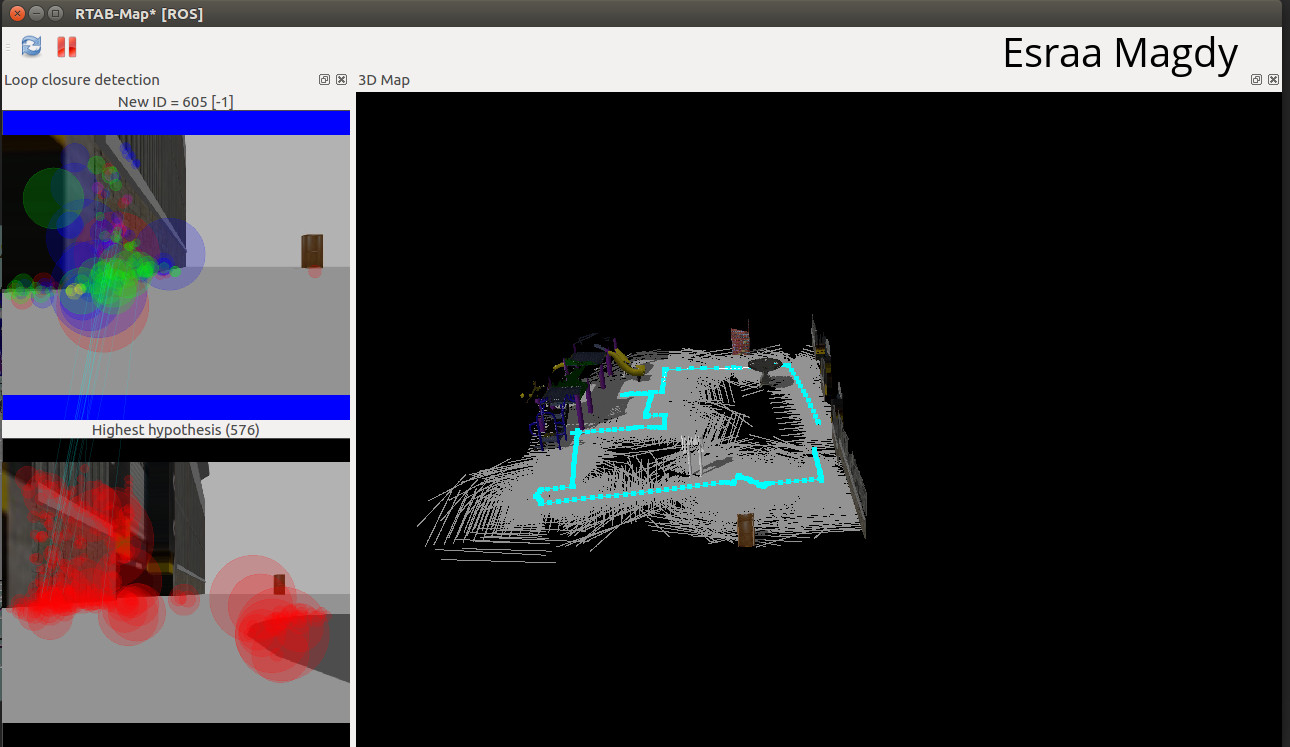 RTAB-Map* [ROS]
Esraa Magdy
Loop closure detection
3D Map
New ID = 605 [-1]
Highest hypothesis (576)